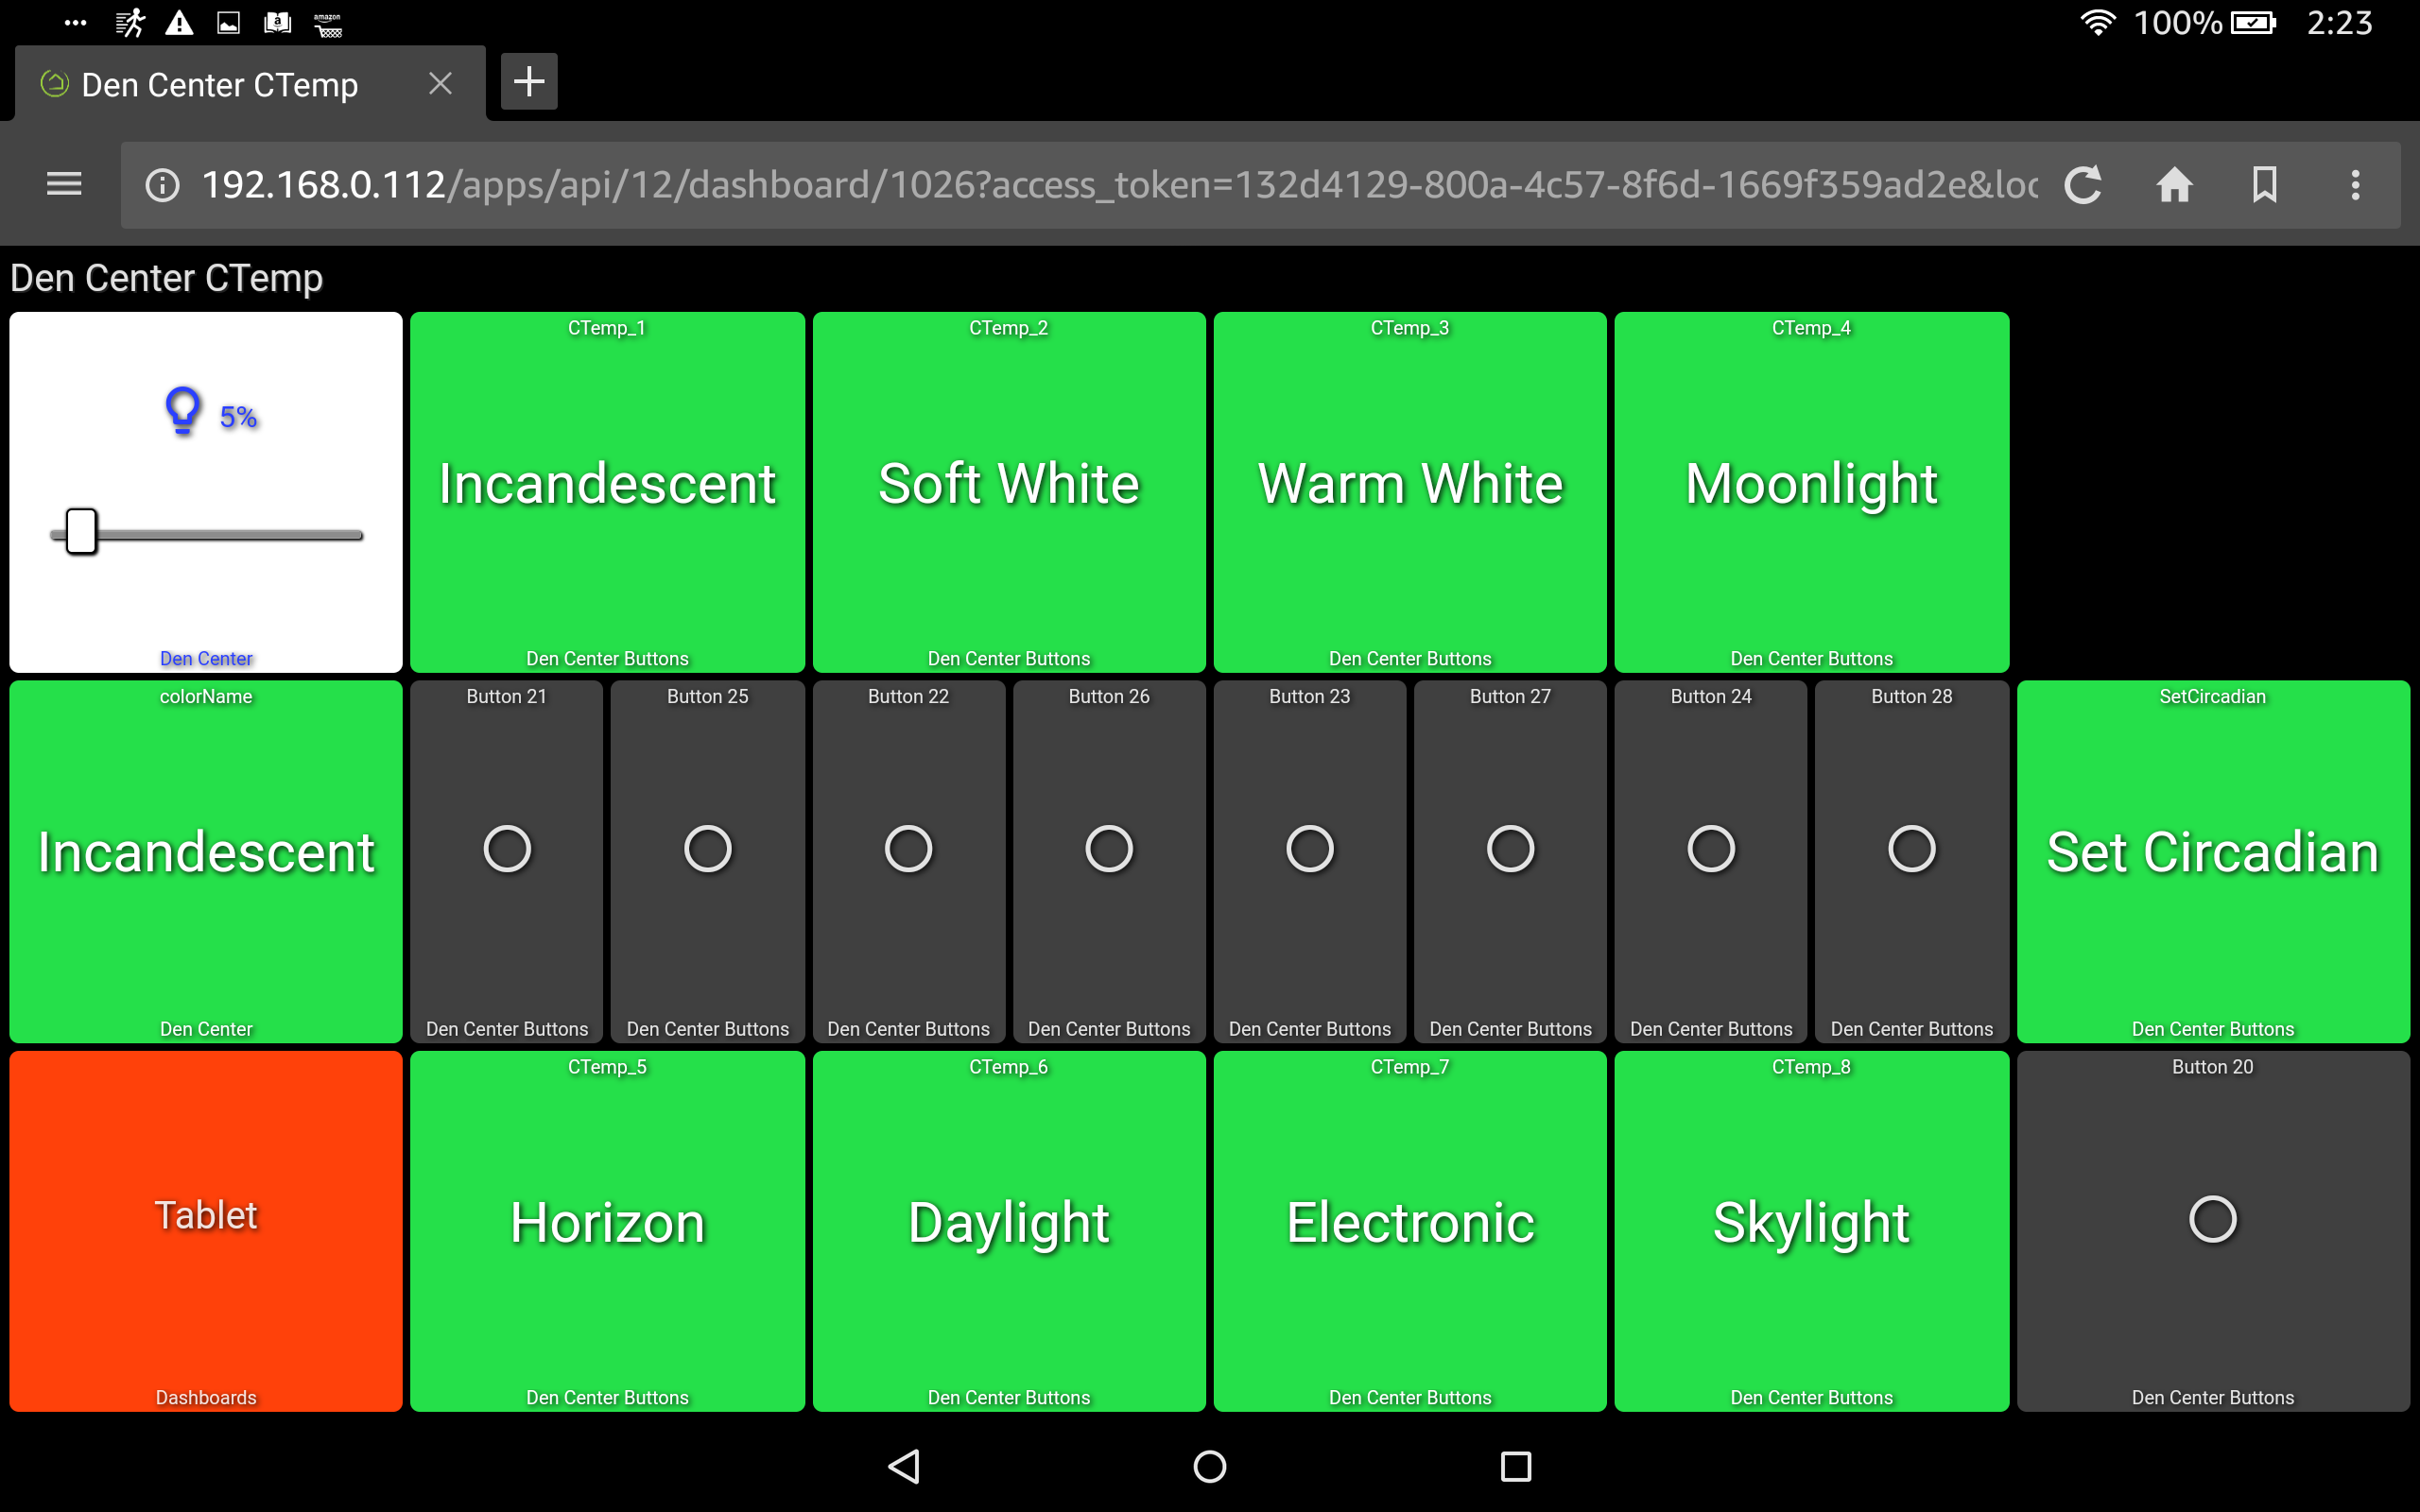 100% 2:23
Den Center CTemp
192.168.0.112/apps/api/12/dashboard/1026?access_token=132d4129-800a-4c57-8f6d-1669f359ad2e&loc
Den Center CTemp
5%
Den Center
CTemp_1
Incandescent
Den Center Buttons
CTemp_2
Soft White
Den Center Buttons
CTemp_3
Warm White
Den Center Buttons
CTemp_4
Moonlight
Den Center Buttons
colorName
Incandescent
Den Center
Button 21
Den Center Buttons
Button 25
Den Center Buttons
Button 22
Den Center Buttons
Button 26
Den Center Buttons
Button 23
Den Center Buttons
Button 27
Den Center Buttons
Button 24
Den Center Buttons
Button 28
Den Center Buttons
SetCircadian
Set Circadian
Den Center Buttons
Tablet
Dashboards
CTemp_5
Horizon
Den Center Buttons
CTemp_6
Daylight
Den Center Buttons
CTemp_7
Electronic
Den Center Buttons
CTemp_8
Skylight
Den Center Buttons
Button 20
Den Center Buttons